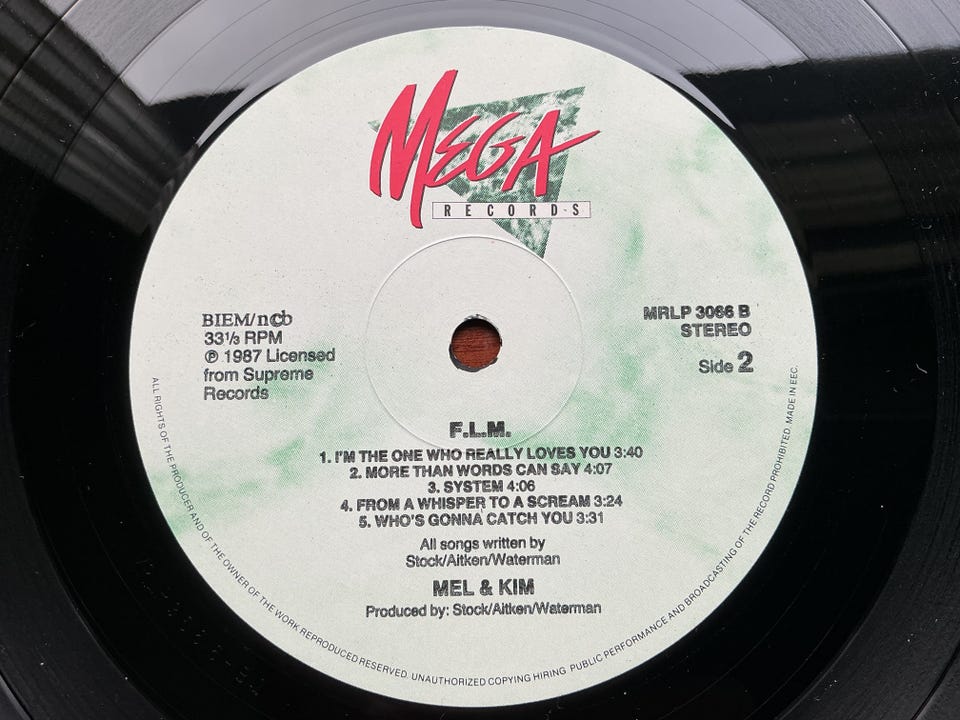 MEGA
RECORDS
BIEM/ncb
33⅓ RPM
℗ 1987 Licensed
from Supreme
Records
MRLP 3066 B
STEREO
Side 2
F.L.M.
1. I'M THE ONE WHO REALLY LOVES YOU 3:40
2. MORE THAN WORDS CAN SAY 4:07
3. SYSTEM 4:06
4. FROM A WHISPER TO A SCREAM 3:24
5. WHO'S GONNA CATCH YOU 3:31
All songs written by
Stock/Aitken/Waterman
MEL & KIM
Produced by: Stock/Aitken/Waterman
ALL RIGHTS OF THE PRODUCER AND OF THE OWNER OF THE WORK REPRODUCED RESERVED. UNAUTHORIZED COPYING HIRING PUBLIC PERFORMANCE AND BROADCASTING OF THE RECORD PROHIBITED. MADE IN EEC.